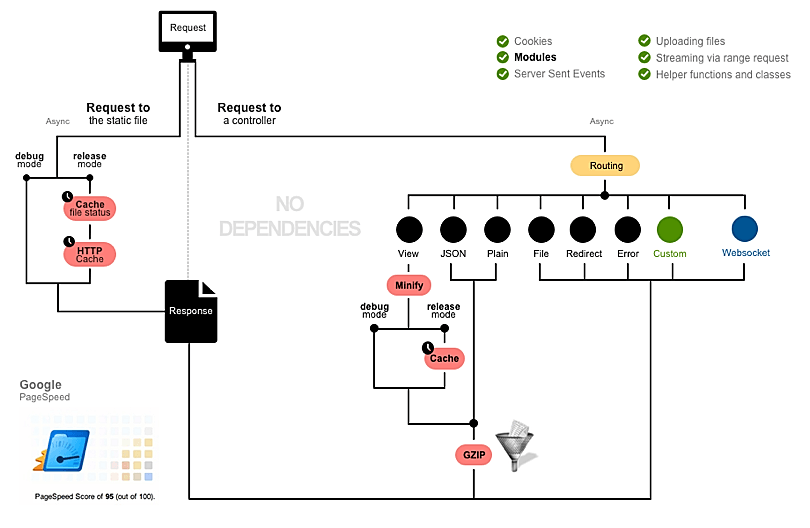 Request
Cookies
Modules
Server Sent Events
Uploading files
Streaming via range request
Helper functions and classes
Request to
the static file
Request to
a controller
Async
Async
debug
mode
release
mode
Routing
Cache
file status
HTTP
Cache
NO
DEPENDENCIES
View
JSON
Plain
File
Redirect
Error
Custom
Websocket
Minify
Response
debug
mode
release
mode
Cache
GZIP
Google
PageSpeed
PageSpeed Score of 95 (out of 100).